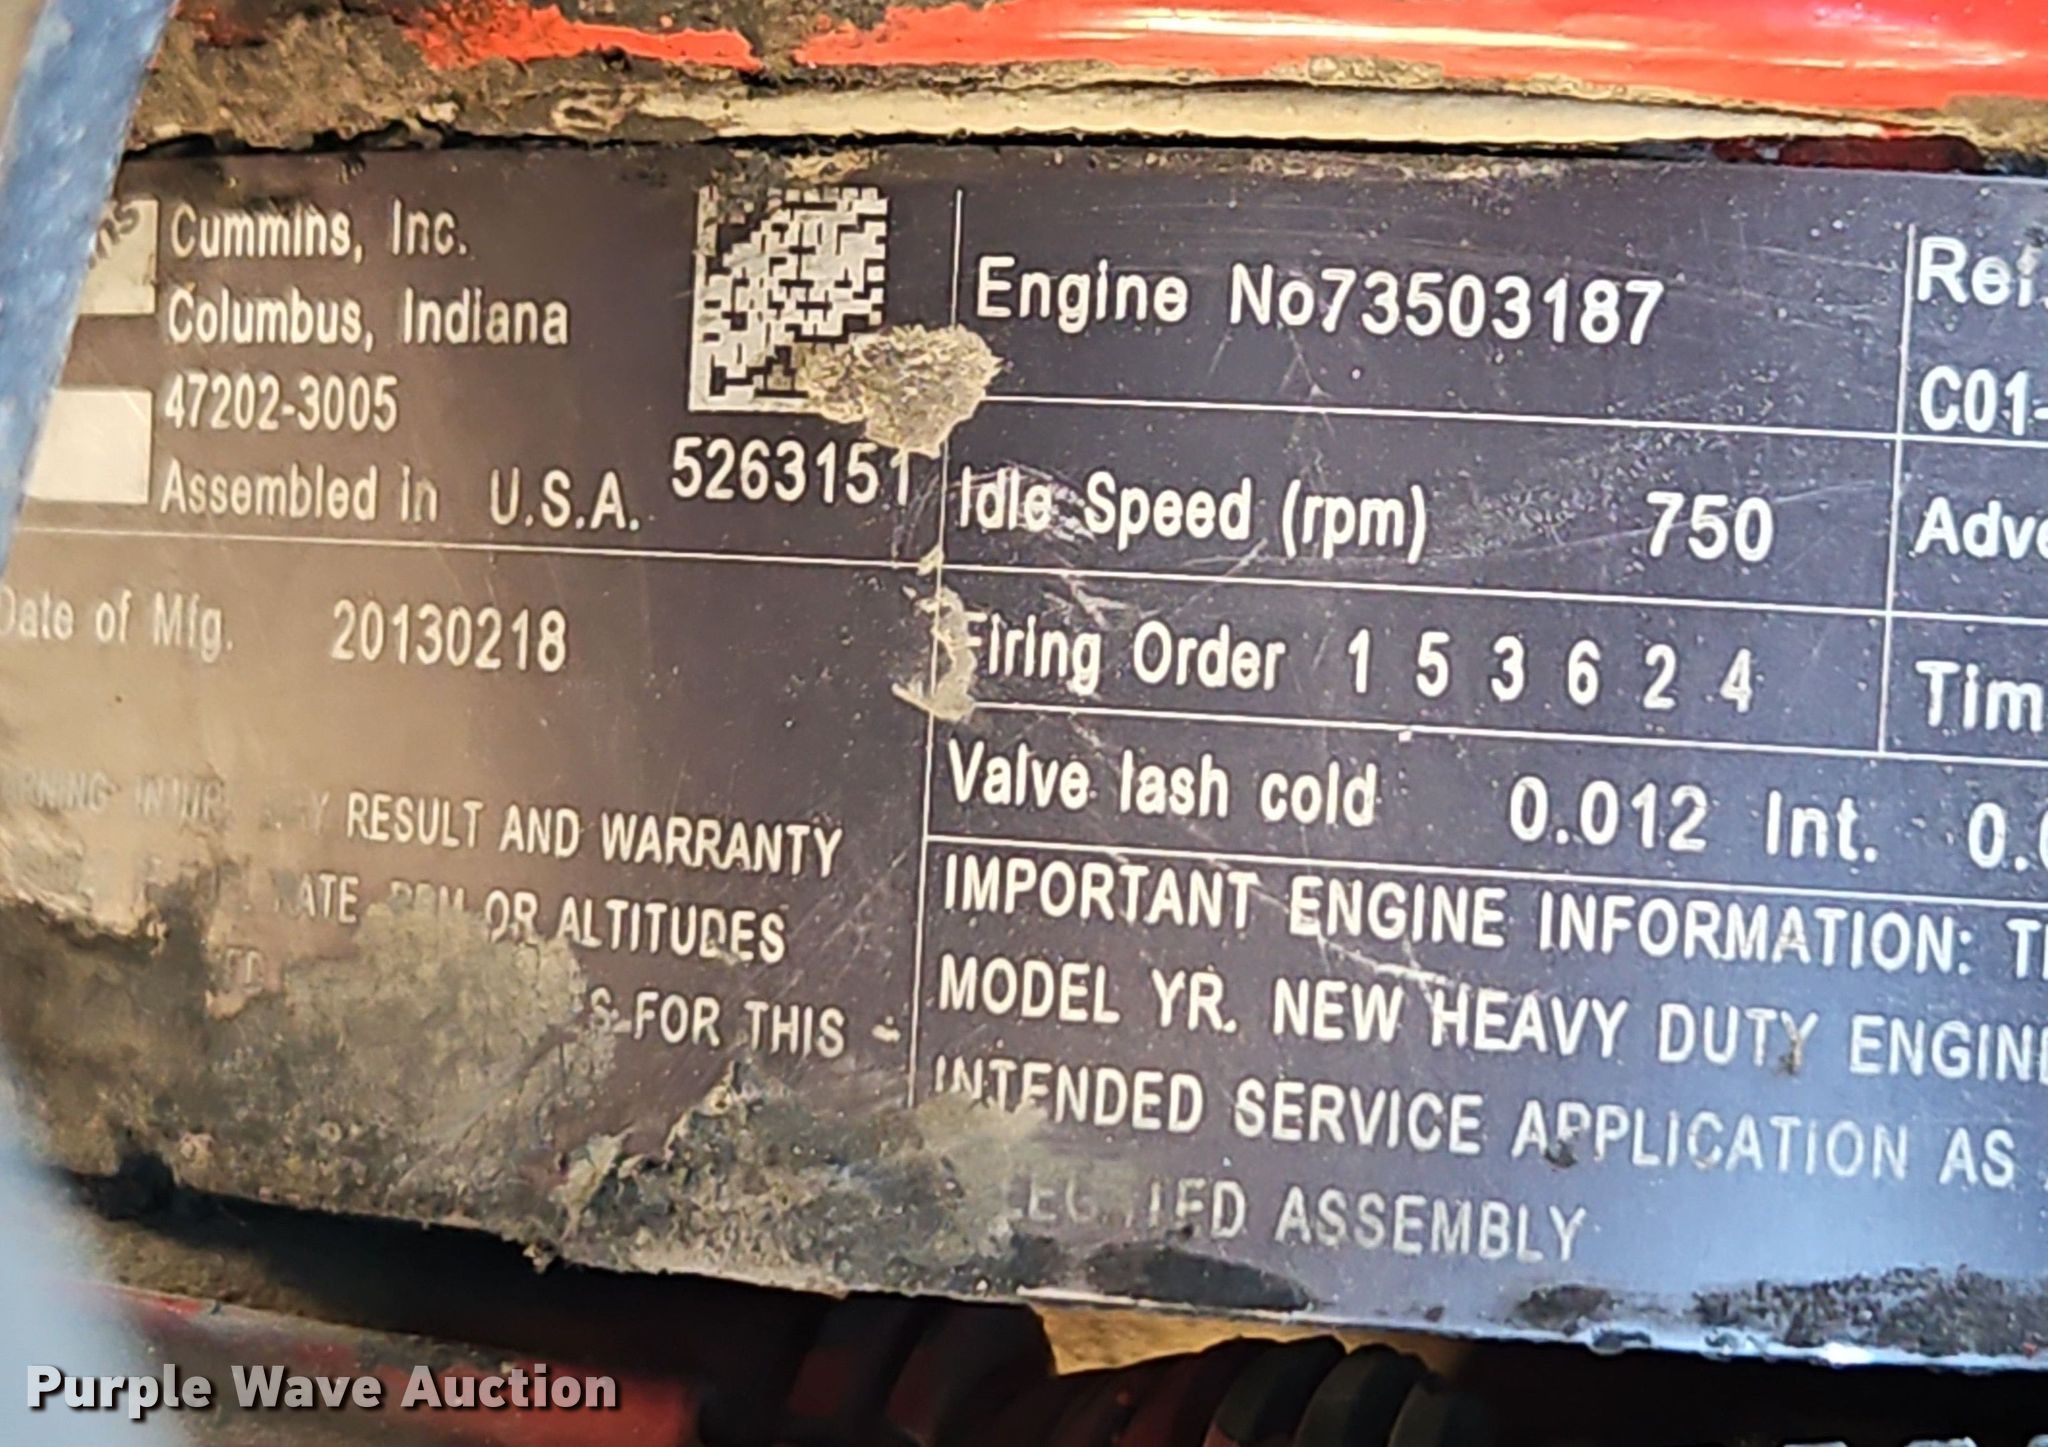 Cummins, Inc.
Columbus, Indiana
47202-3005
Assembled in U.S.A.
5263151
Date of Mfg. 20130218
RESULT AND WARRANTY
OR ALTITUDES
FOR THIS -
Engine No73503187
C01-
Idle Speed (rpm) 750
Firing Order 1 5 3 6 2 4
Valve lash cold 0.012 Int.
IMPORTANT ENGINE INFORMATION:
MODEL YR. NEW HEAVY DUTY
INTENDED SERVICE APPLICATION AS
ASSEMBLY
Purple Wave Auction